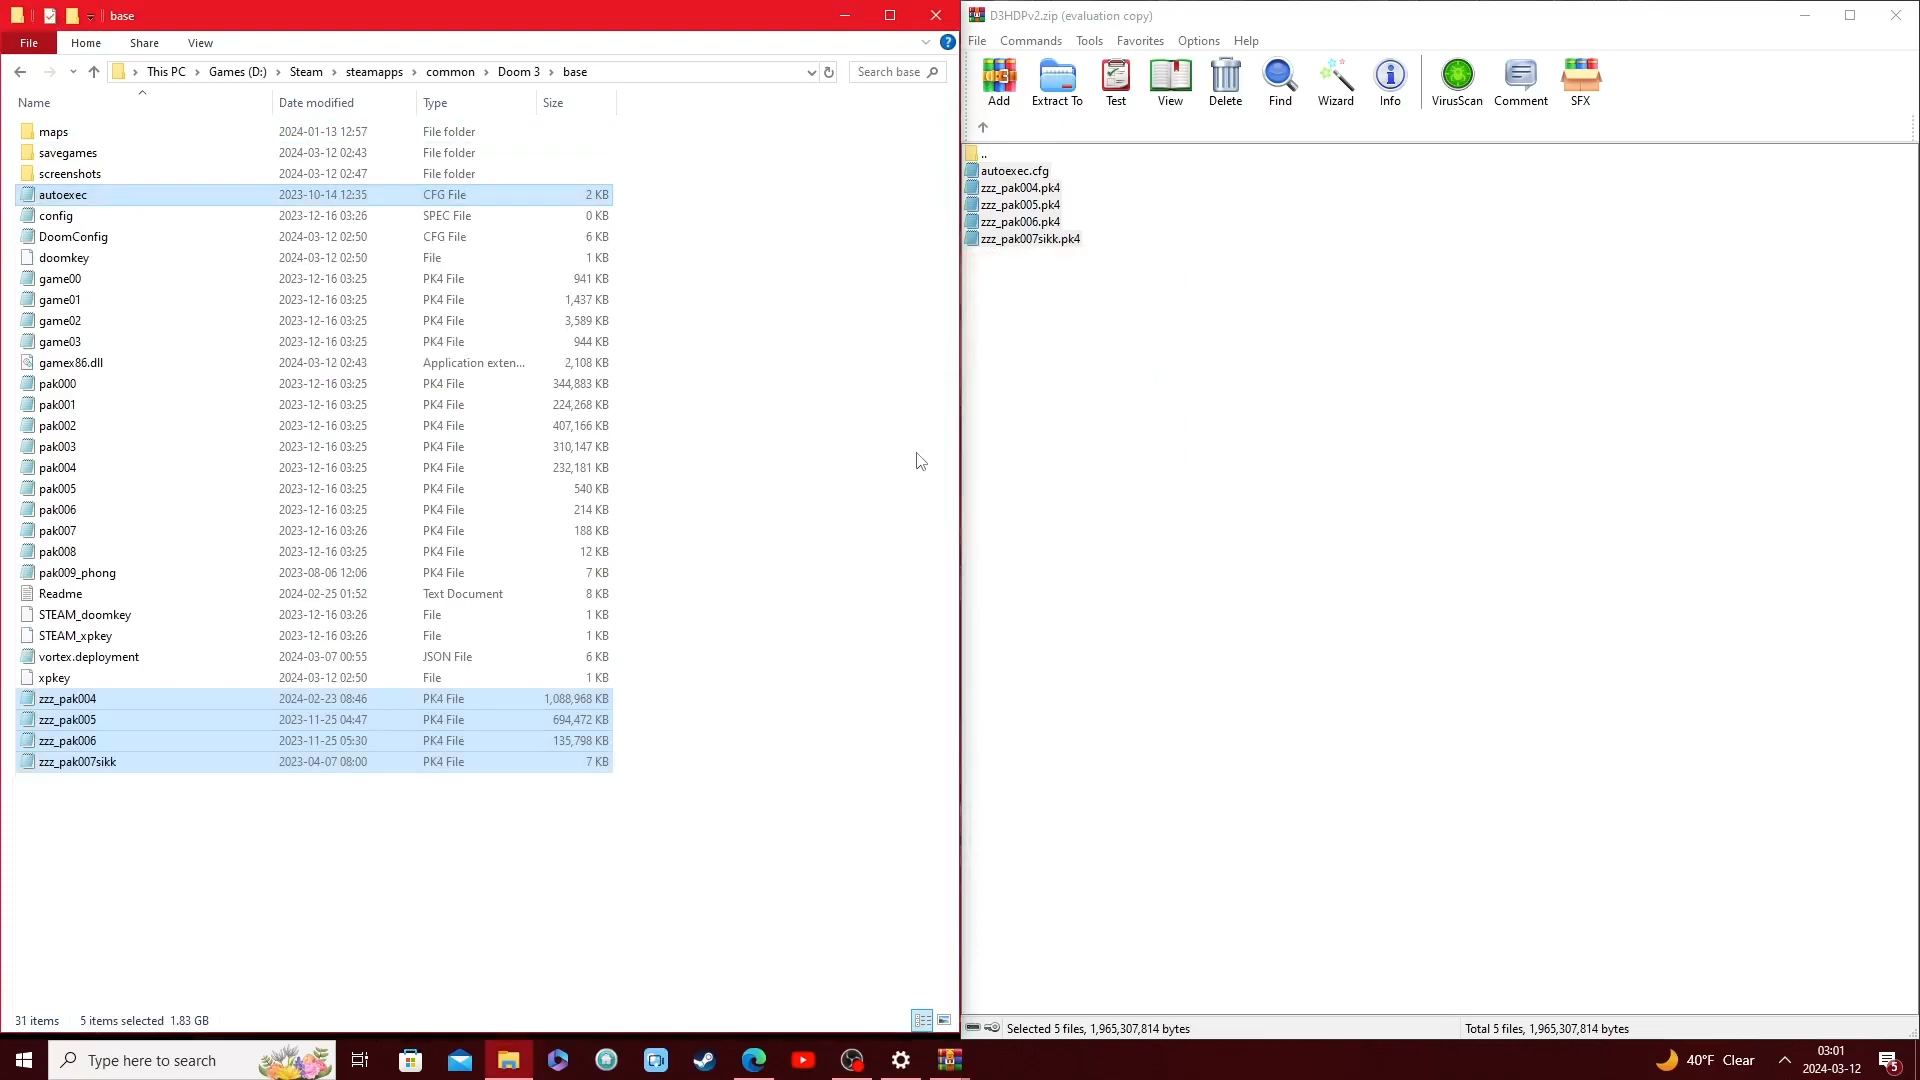 base
File
Home
Share
View
This PC
Games (D:)
Steam
steamapps
common
Doom 3
base
Search base
Name
Date modified
Type
Size
maps
2024-01-13 12:57
File folder
savegames
2024-03-12 02:43
File folder
screenshots
2024-03-12 02:47
File folder
autoexec
2023-10-14 12:35
CFG File
2 KB
config
2023-12-16 03:26
SPEC File
0 KB
DoomConfig
2024-03-12 02:50
CFG File
6 KB
doomkey
2024-03-12 02:50
File
1 KB
game00
2023-12-16 03:25
PK4 File
941 KB
game01
2023-12-16 03:25
PK4 File
1,437 KB
game02
2023-12-16 03:25
PK4 File
3,589 KB
game03
2023-12-16 03:25
PK4 File
944 KB
gamex86.dll
2024-03-12 02:43
Application exten...
2,108 KB
pak000
2023-12-16 03:25
PK4 File
344,883 KB
pak001
2023-12-16 03:25
PK4 File
224,268 KB
pak002
2023-12-16 03:25
PK4 File
407,166 KB
pak003
2023-12-16 03:25
PK4 File
310,147 KB
pak004
2023-12-16 03:25
PK4 File
232,181 KB
pak005
2023-12-16 03:25
PK4 File
540 KB
pak006
2023-12-16 03:25
PK4 File
214 KB
pak007
2023-12-16 03:26
PK4 File
188 KB
pak008
2023-12-16 03:25
PK4 File
12 KB
pak009_phong
2023-08-06 12:06
PK4 File
7 KB
Readme
2024-02-25 01:52
Text Document
8 KB
STEAM_doomkey
2023-12-16 03:26
File
1 KB
STEAM_xpkey
2023-12-16 03:26
File
1 KB
vortex.deployment
2024-03-07 00:55
JSON File
6 KB
xpkey
2024-03-12 02:50
File
1 KB
zzz_pak004
2024-02-23 08:46
PK4 File
1,088,968 KB
zzz_pak005
2023-11-25 04:47
PK4 File
694,472 KB
zzz_pak006
2023-11-25 05:30
PK4 File
135,798 KB
zzz_pak007sikk
2023-04-07 08:00
PK4 File
7 KB
31 items
5 items selected 1.83 GB
D3HDPv2.zip (evaluation copy)
File
Commands
Tools
Favorites
Options
Help
Add
Extract To
Test
View
Delete
Find
Wizard
Info
VirusScan
Comment
SFX
..
autoexec.cfg
zzz_pak004.pk4
zzz_pak005.pk4
zzz_pak006.pk4
zzz_pak007sikk.pk4
Selected 5 files, 1,965,307,814 bytes
Total 5 files, 1,965,307,814 bytes
Type here to search
40°F Clear
03:01
2024-03-12
5